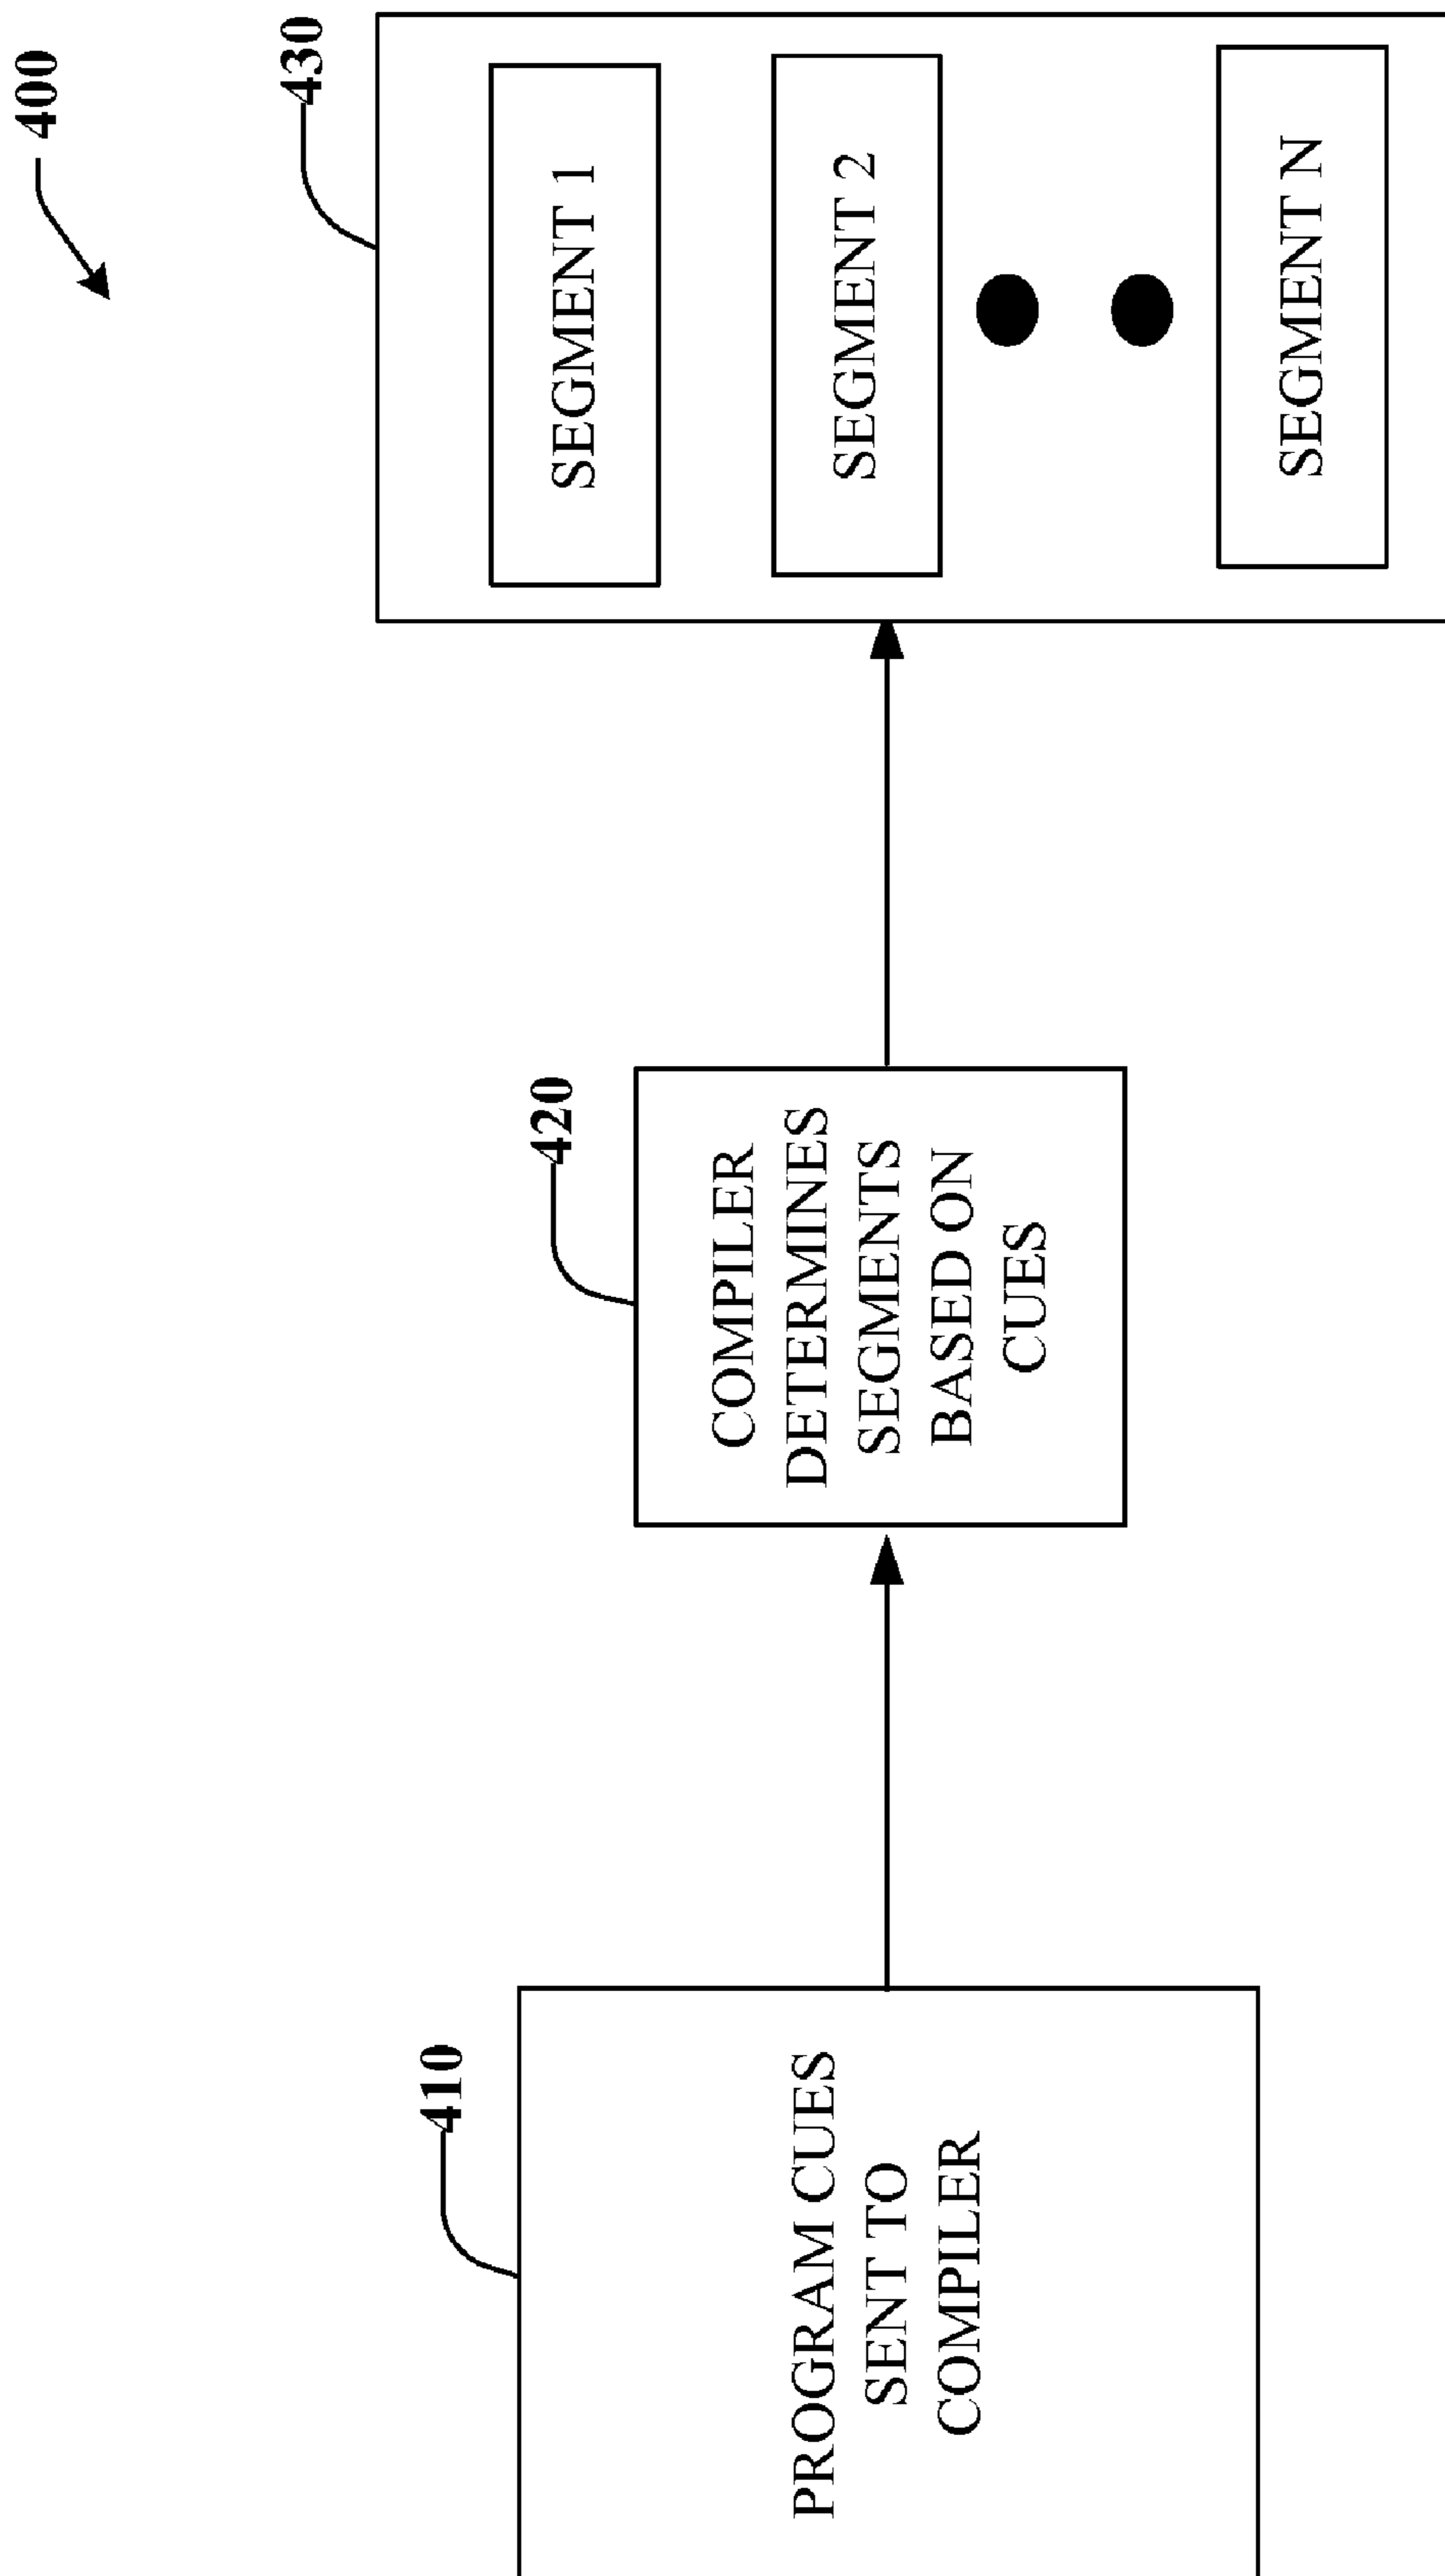 400
410
PROGRAM CUES
SENT TO
COMPILER
420
COMPILER
DETERMINES
SEGMENTS
BASED ON
CUES
430
SEGMENT 1
SEGMENT 2
SEGMENT N